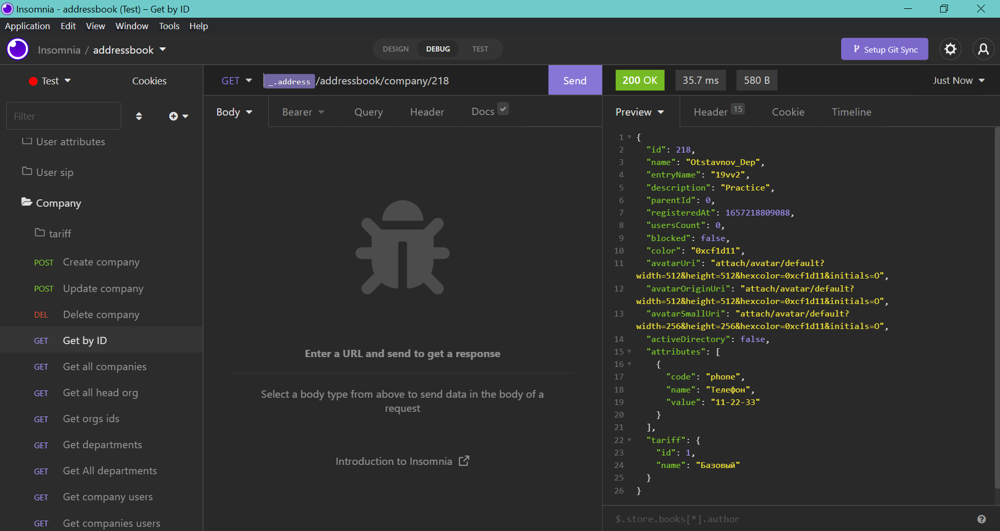 Insomnia - addressbook (Test) – Get by ID
Application Edit View Window Tools Help
Insomnia / addressbook
DESIGN DEBUG TEST
Setup Git Sync
Test
Cookies
Filter
User attributes
User sip
Company
tariff
POST Create company
POST Update company
DEL Delete company
GET Get by ID
GET Get all companies
GET Get all head org
GET Get orgs ids
GET Get departments
GET Get All departments
GET Get company users
GET Get companies users
GET _.address /addressbook/company/218
Send
Body Bearer Query Header Docs
Enter a URL and send to get a response
Select a body type from above to send data in the body of a
request
Introduction to Insomnia
200 OK 35.7 ms 580 B Just Now
Preview Header 15 Cookie Timeline
1 {
2 "id": 218,
3 "name": "Otstavnov_Dep",
4 "entryName": "19vv2",
5 "description": "Practice",
6 "parentId": 0,
7 "registeredAt": 1657218809088,
8 "usersCount": 0,
9 "blocked": false,
10 "color": "0xcf1d11",
11 "avatarUri": "attach/avatar/default?
width=512&height=512&hexcolor=0xcf1d11&initials=O",
12 "avatarOriginUri": "attach/avatar/default?
width=512&height=512&hexcolor=0xcf1d11&initials=O",
13 "avatarSmallUri": "attach/avatar/default?
width=256&height=256&hexcolor=0xcf1d11&initials=O",
14 "activeDirectory": false,
15 "attributes": [
16 {
17 "code": "phone",
18 "name": "Телефон",
19 "value": "11-22-33"
20 }
21 ],
22 "tariff": {
23 "id": 1,
24 "name": "Базовый"
25 }
26 }
$.store.books[*].author